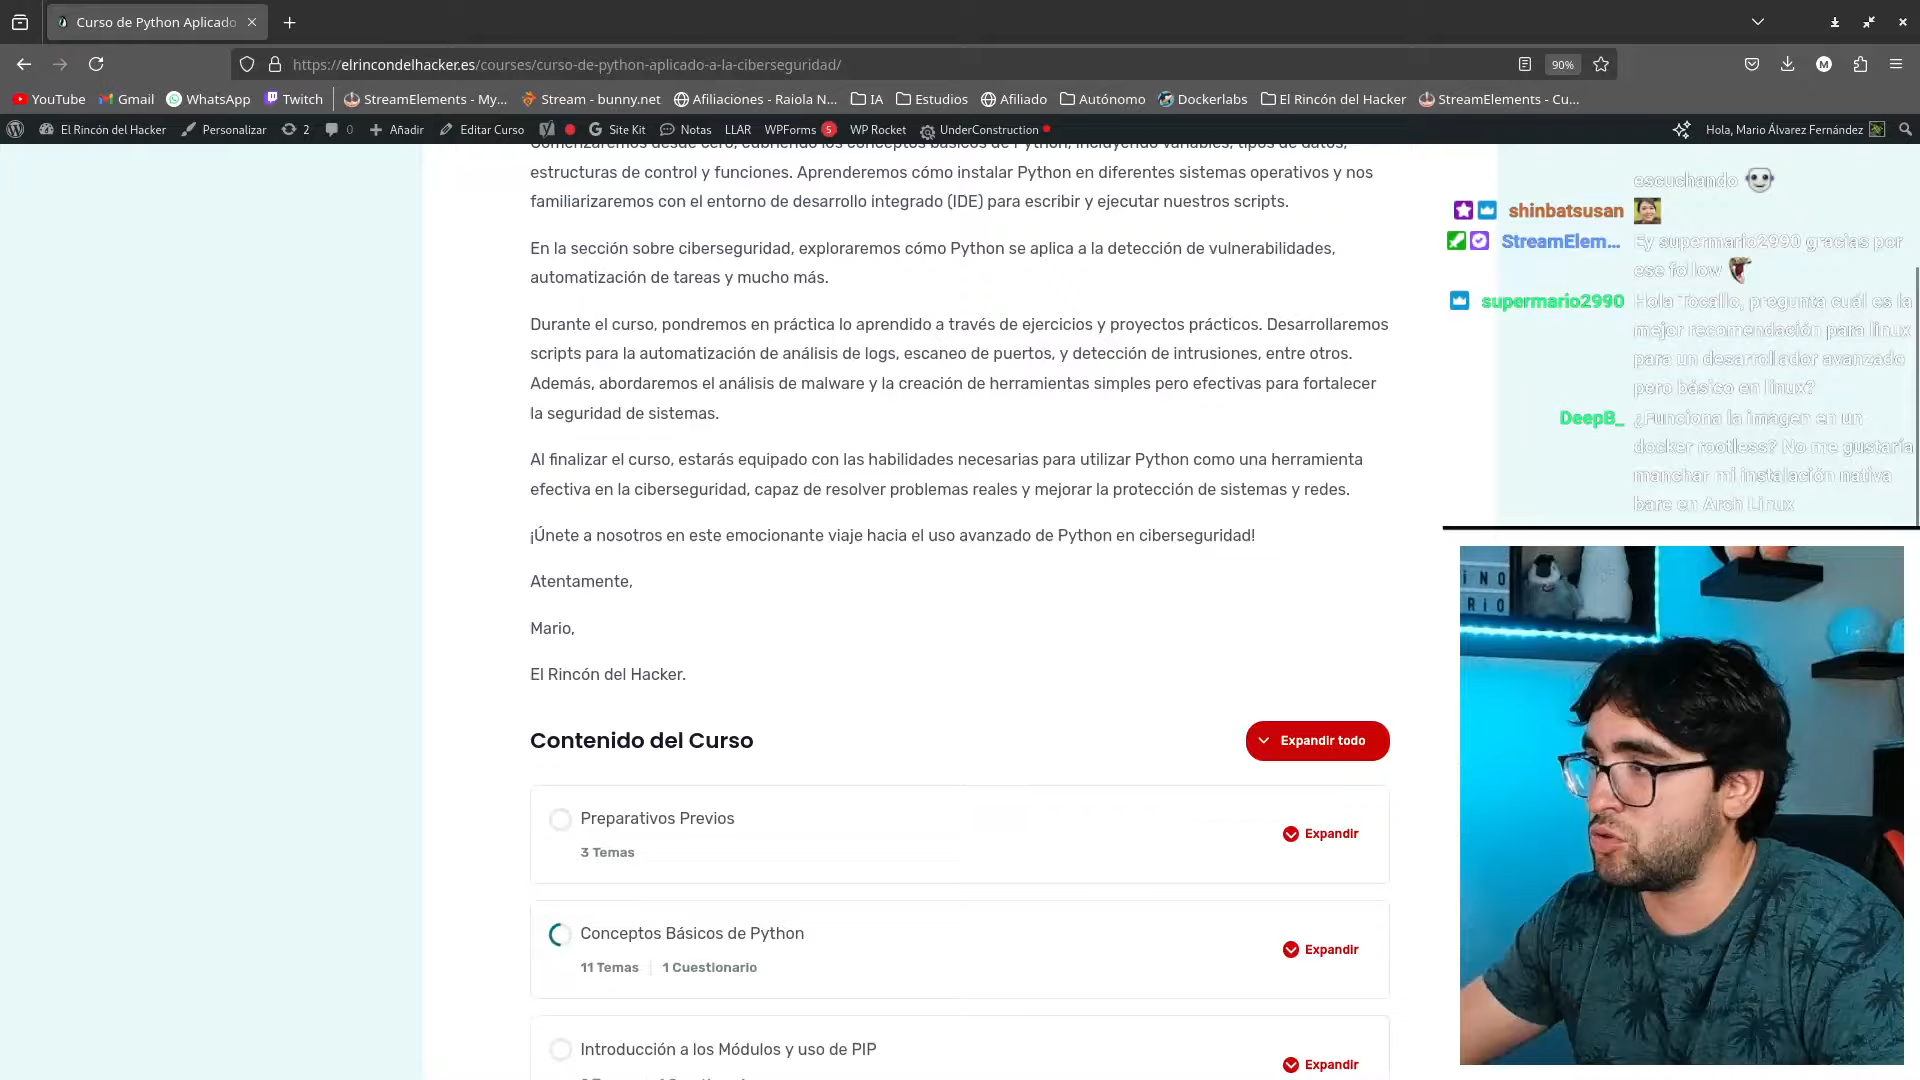 Curso de Python Aplicado
https://elrincondelhacker.es/courses/curso-de-python-aplicado-a-la-ciberseguridad/
90%
M
YouTube
Gmail
WhatsApp
Twitch
StreamElements - My...
Stream - bunny.net
Afiliaciones - Raiola N...
IA
Estudios
Afiliado
Autónomo
Dockerlabs
El Rincón del Hacker
StreamElements - Cu...
El Rincón del Hacker
Personalizar
2
0
Añadir
Editar Curso
Site Kit
Notas
LLAR
WPForms 5
WP Rocket
UnderConstruction
Hola, Mario Álvarez Fernández
Comenzaremos desde cero, cubriendo los conceptos básicos de Python, incluyendo variables, tipos de datos,
estructuras de control y funciones. Aprenderemos cómo instalar Python en diferentes sistemas operativos y nos
familiarizaremos con el entorno de desarrollo integrado (IDE) para escribir y ejecutar nuestros scripts.
En la sección sobre ciberseguridad, exploraremos cómo Python se aplica a la detección de vulnerabilidades,
automatización de tareas y mucho más.
Durante el curso, pondremos en práctica lo aprendido a través de ejercicios y proyectos prácticos. Desarrollaremos
scripts para la automatización de análisis de logs, escaneo de puertos, y detección de intrusiones, entre otros.
Además, abordaremos el análisis de malware y la creación de herramientas simples pero efectivas para fortalecer
la seguridad de sistemas.
Al finalizar el curso, estarás equipado con las habilidades necesarias para utilizar Python como una herramienta
efectiva en la ciberseguridad, capaz de resolver problemas reales y mejorar la protección de sistemas y redes.
¡Únete a nosotros en este emocionante viaje hacia el uso avanzado de Python en ciberseguridad!
Atentamente,
Mario,
El Rincón del Hacker.
Contenido del Curso
Expandir todo
Preparativos Previos
3 Temas
Expandir
Conceptos Básicos de Python
11 Temas
1 Cuestionario
Expandir
Introducción a los Módulos y uso de PIP
Expandir
escuchando
shinbatsusan
StreamElem... Ey supermario2990 gracias por
ese follow
supermario2990 Hola Tocallo, pregunta cuál es la
mejor recomendación para linux
para un desarrollador avanzado
pero básico en linux?
DeepB_ ¿Funciona la imagen en un
docker rootless? No me gustaría
manchar mi instalación nativa
bare en Arch Linux